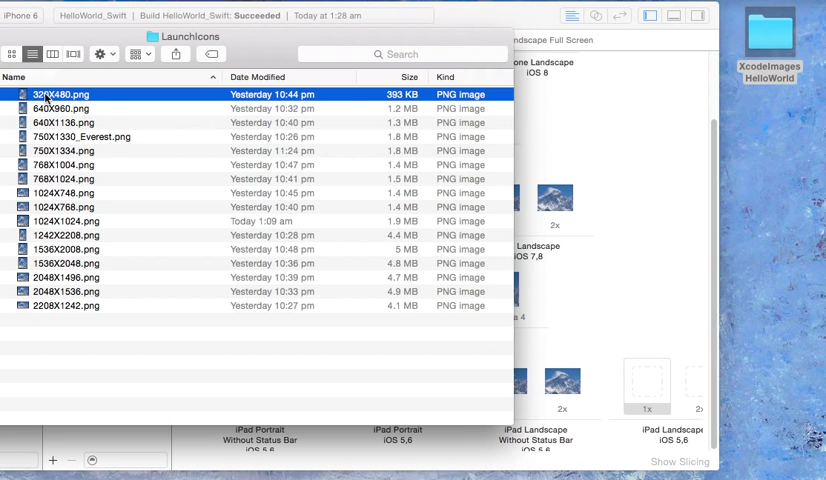 iPhone 6
HelloWorld_Swift | Build HelloWorld_Swift: Succeeded | Today at 1:28 am
LaunchIcons
Search
Name Date Modified Size Kind
320X480.png Yesterday 10:44 pm 393 KB PNG image
640X960.png Yesterday 10:32 pm 1.2 MB PNG image
640X1136.png Yesterday 10:40 pm 1.3 MB PNG image
750X1330_Everest.png Yesterday 10:26 pm 1.8 MB PNG image
750X1334.png Yesterday 11:24 pm 1.8 MB PNG image
768X1004.png Yesterday 10:47 pm 1.4 MB PNG image
768X1024.png Yesterday 10:41 pm 1.5 MB PNG image
1024X748.png Yesterday 10:45 pm 1.4 MB PNG image
1024X768.png Yesterday 10:40 pm 1.4 MB PNG image
1024X1024.png Today 1:09 am 1.9 MB PNG image
1242X2208.png Yesterday 10:28 pm 4.4 MB PNG image
1536X2008.png Yesterday 10:48 pm 5 MB PNG image
1536X2048.png Yesterday 10:36 pm 4.8 MB PNG image
2048X1496.png Yesterday 10:39 pm 4.7 MB PNG image
2048X1536.png Yesterday 10:33 pm 4.9 MB PNG image
2208X1242.png Yesterday 10:27 pm 4.1 MB PNG image
ndscape Full Screen
one Landscape
iOS 8
2x
Landscape
iOS 7,8
a 4
2x
1x
2x
iPad Portrait
Without Status Bar
iOS 5,6
iPad Portrait
iOS 5,6
iPad Landscape
Without Status Bar
iOS 5,6
iPad Landscape
iOS 5,6
Show Slicing
XcodeImages
HelloWorld